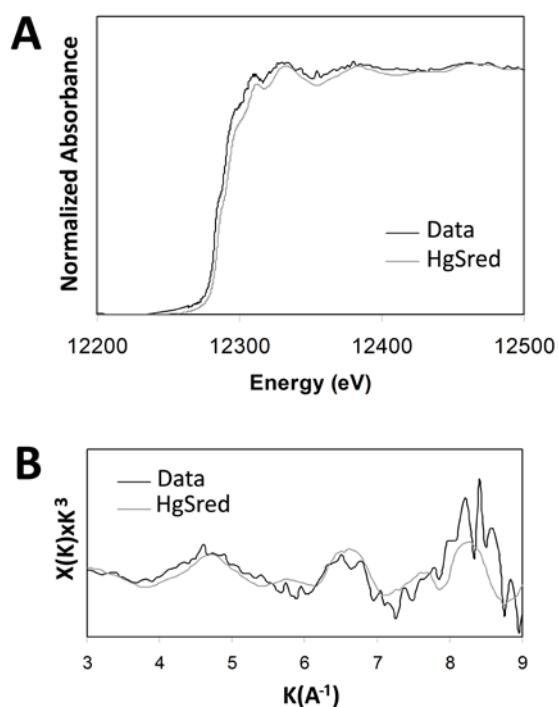 A
Normalized Absorbance
Data
HgSred
12200 12300 12400 12500
Energy (eV)
B
Data
HgSred
X(K)xK³
3 4 5 6 7 8 9
K(A⁻¹)